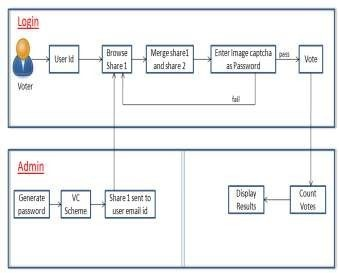 Login
Voter
User Id
Browse
Share 1
Merge share1
and share 2
Enter Image captcha
as Password
pass
Vote
fail
Admin
Generate
password
VC
Scheme
Share 1 sent to
user email id
Display
Results
Count
Votes